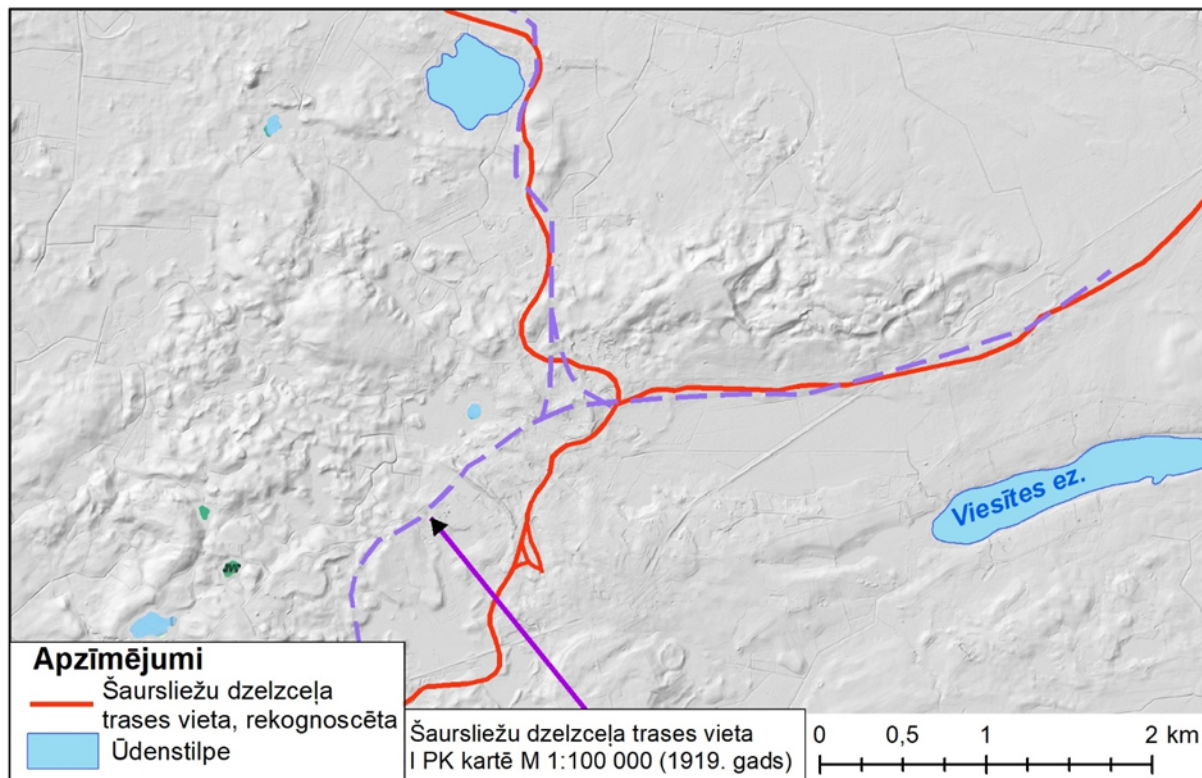 Viesītes ez.
Apzīmējumi
Šaursliežu dzelzceļa
trases vieta, rekognoscēta
Ūdenstilpe
Šaursliežu dzelzceļa trases vieta
I PK kartē M 1:100 000 (1919. gads)
0 0,5 1 2 km